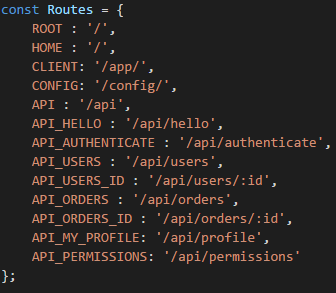 const Routes = {
ROOT : '/',
HOME : '/',
CLIENT: '/app/',
CONFIG: '/config/',
API : '/api',
API_HELLO : '/api/hello',
API_AUTHENTICATE : '/api/authenticate',
API_USERS : '/api/users',
API_USERS_ID : '/api/users/:id',
API_ORDERS : '/api/orders',
API_ORDERS_ID : '/api/orders/:id',
API_MY_PROFILE: '/api/profile',
API_PERMISSIONS: '/api/permissions'
};